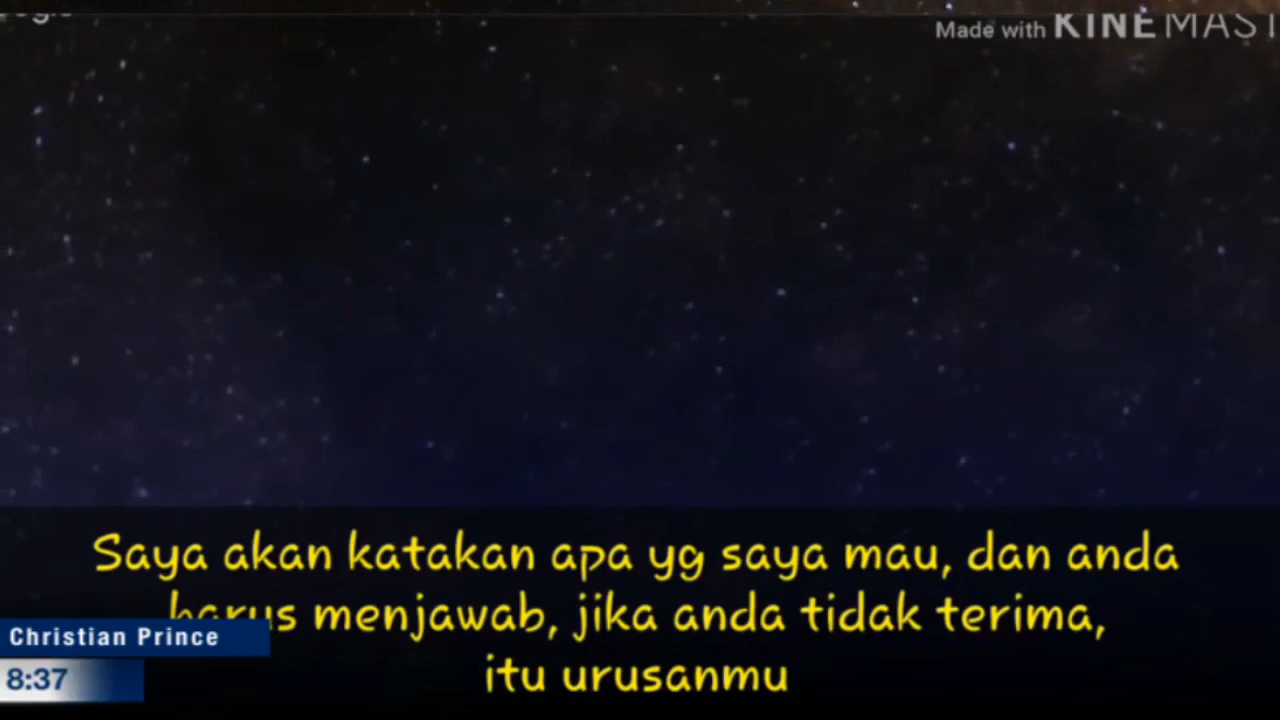 Made with KINEMAST
Saya akan katakan apa yg saya mau, dan anda
harus menjawab, jika anda tidak terima,
itu urusanmu
Christian Prince
8:37